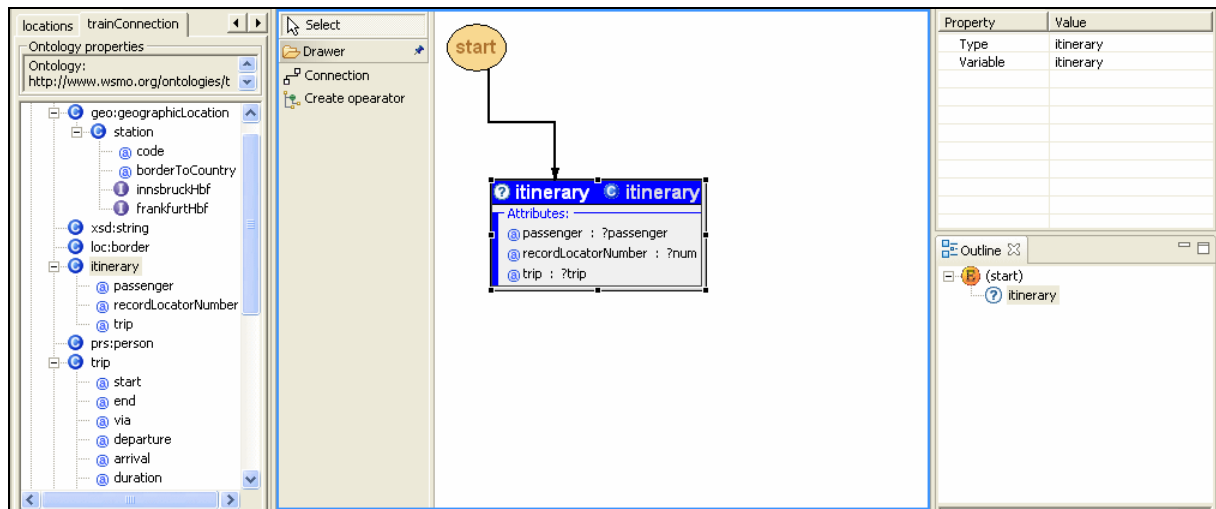 locations
trainConnection
Ontology properties
Ontology:
http://www.wsmo.org/ontologies/t
geo:geographicLocation
station
code
borderToCountry
innsbruckHbf
frankfurtHbf
xsd:string
loc:border
itinerary
passenger
recordLocatorNumber
trip
prs:person
trip
start
end
via
departure
arrival
duration
Select
Drawer
Connection
Create opearator
start
itinerary itinerary
Attributes:
passenger : ?passenger
recordLocatorNumber : ?num
trip : ?trip
Property Value
Type itinerary
Variable itinerary
Outline
(start)
itinerary